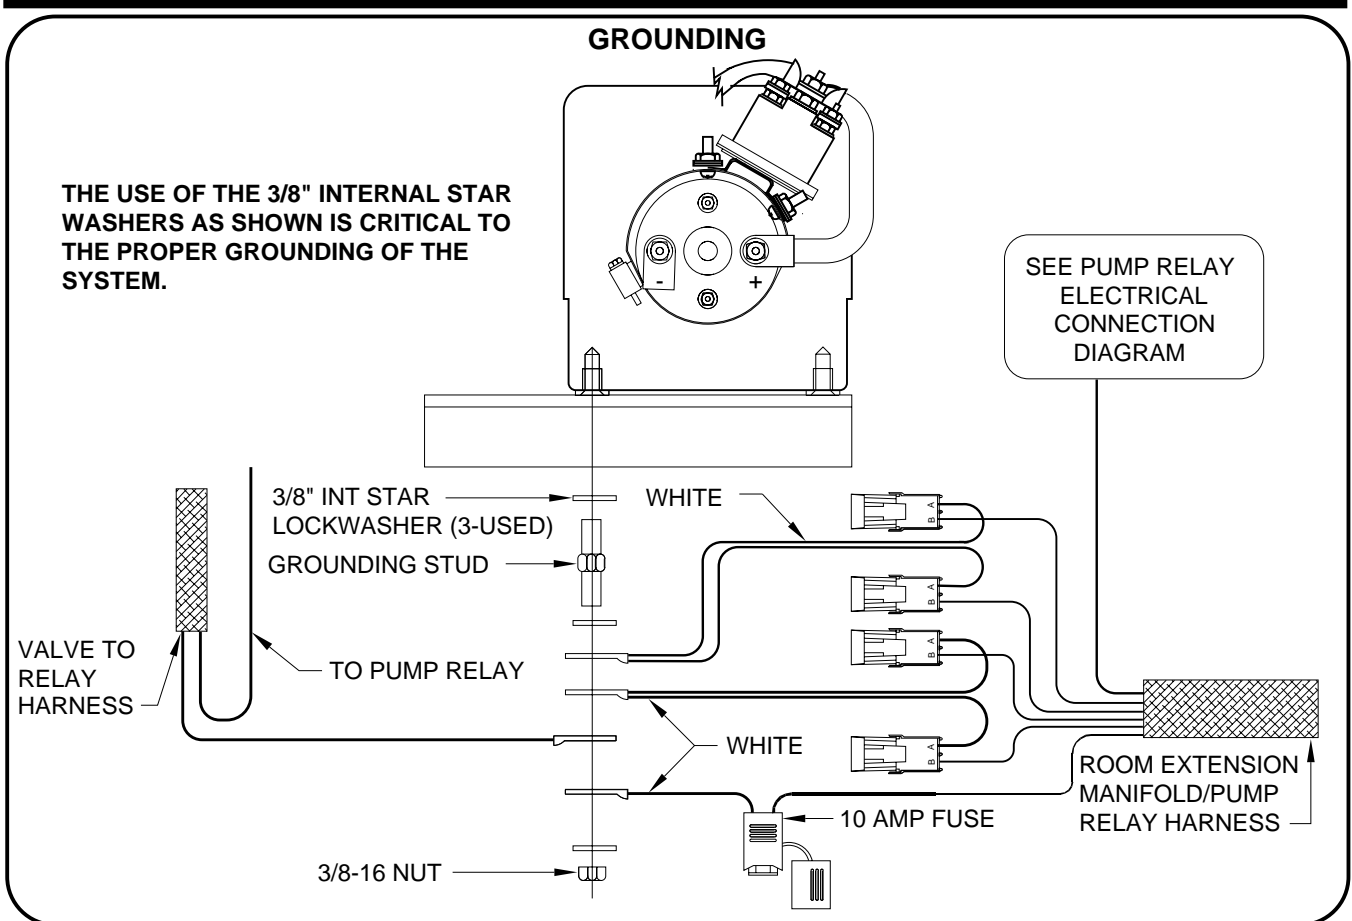 GROUNDING
THE USE OF THE 3/8" INTERNAL STAR
WASHERS AS SHOWN IS CRITICAL TO
THE PROPER GROUNDING OF THE
SYSTEM.
- +
SEE PUMP RELAY
ELECTRICAL
CONNECTION
DIAGRAM
3/8" INT STAR
LOCKWASHER (3-USED)
GROUNDING STUD
WHITE
A
B
A
B
A
B
A
B
VALVE TO
RELAY
HARNESS
TO PUMP RELAY
WHITE
10 AMP FUSE
ROOM EXTENSION
MANIFOLD/PUMP
RELAY HARNESS
3/8-16 NUT